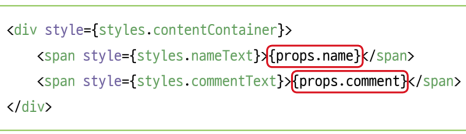 <div style={styles.contentContainer}>
    <span style={styles.nameText}>{props.name}</span>
    <span style={styles.commentText}>{props.comment}</span>
</div>